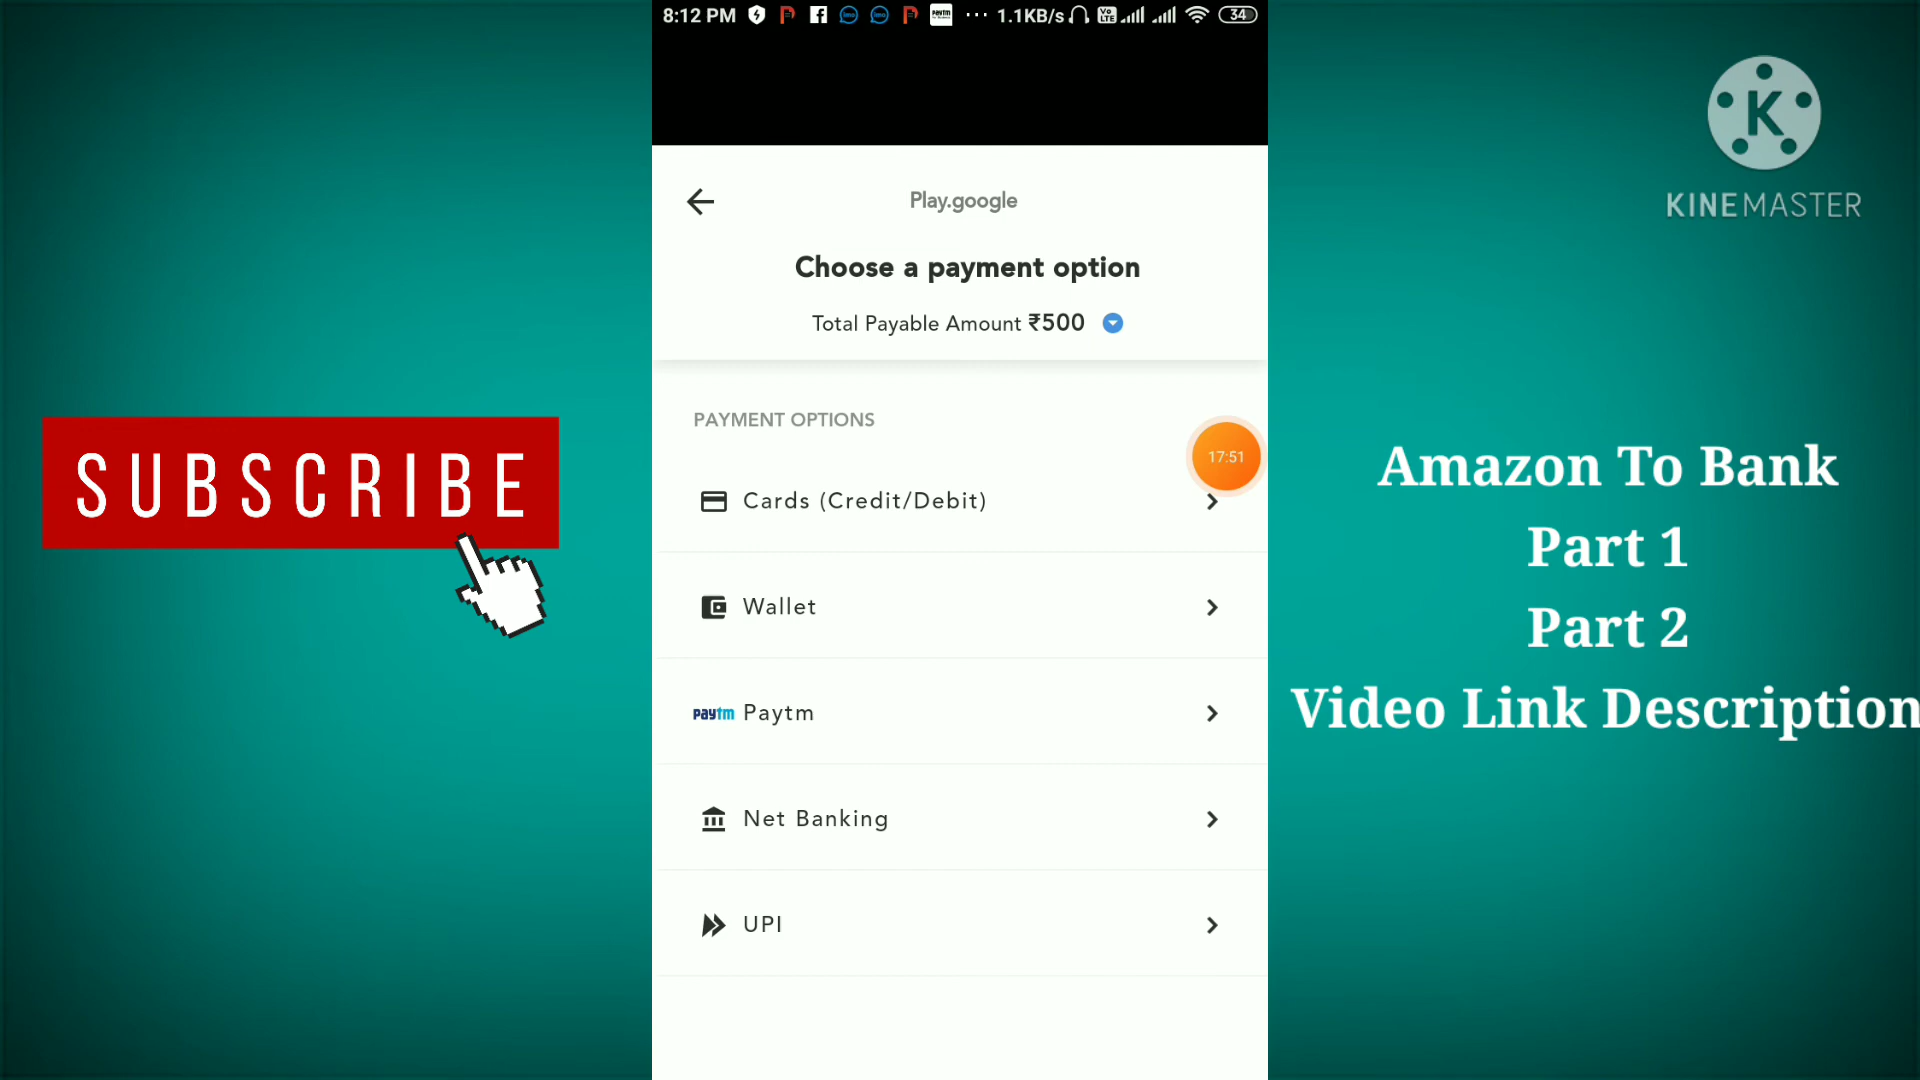 8:12 PM
1.1KB/s
Vo LTE
34
KINEMASTER
Play.google
Choose a payment option
Total Payable Amount ₹500
PAYMENT OPTIONS
17:51
Cards (Credit/Debit)
Wallet
paytm Paytm
Net Banking
UPI
SUBSCRIBE
Amazon To Bank
Part 1
Part 2
Video Link Description